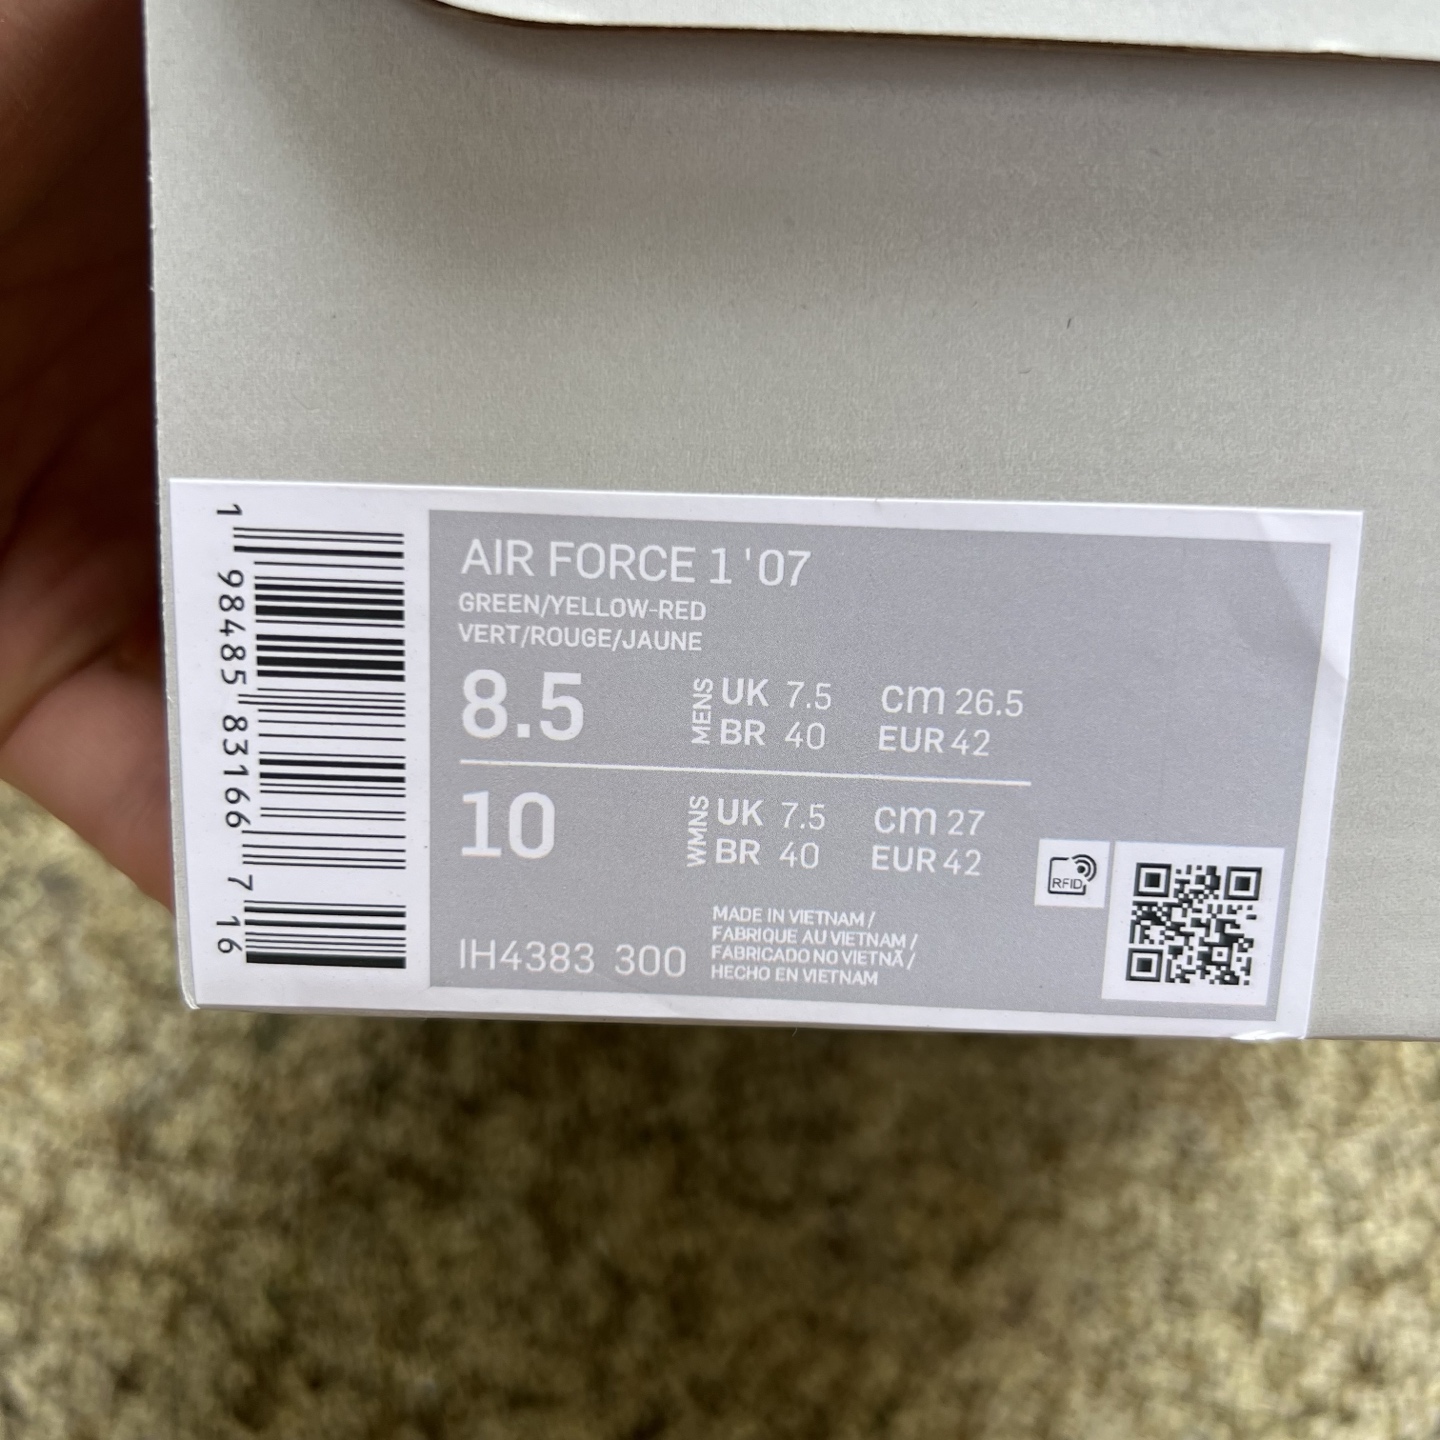 AIR FORCE 1 '07
GREEN/YELLOW-RED
VERT/ROUGE/JAUNE
8.5 MENS UK 7.5 cm 26.5
BR 40 EUR 42
10 WMNS UK 7.5 cm 27
BR 40 EUR 42
RFID
IH4383 300
MADE IN VIETNAM /
FABRIQUE AU VIETNAM /
FABRICADO NO VIETNÃ /
HECHO EN VIETNAM
1 98485 83166 7 16